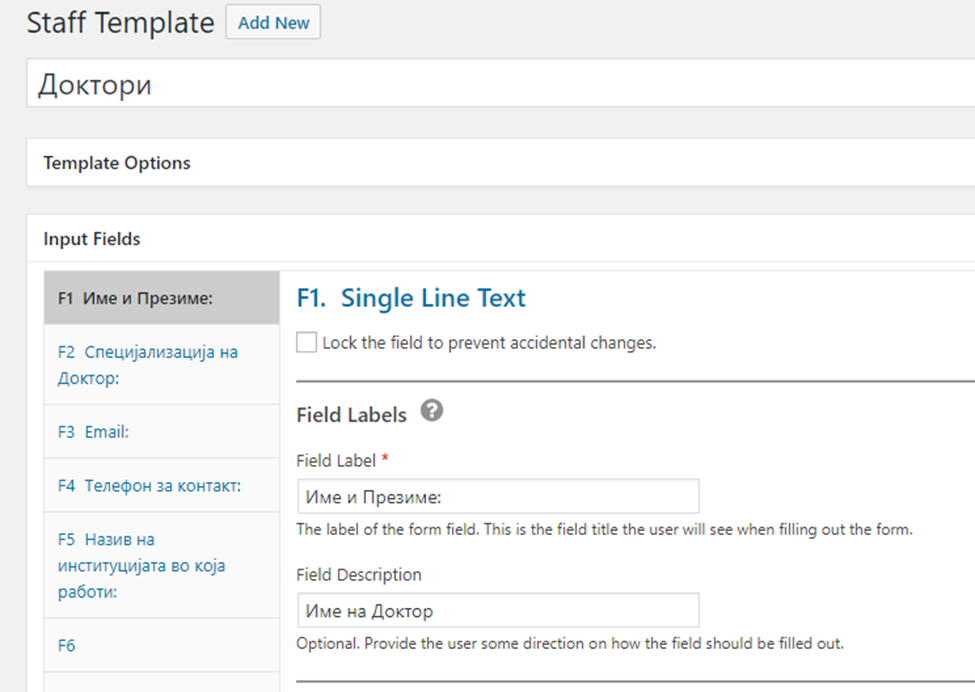 Staff Template Add New
Доктори
Template Options
Input Fields
F1 Име и Презиме:
F2 Специјализација на
Доктор:
F3 Email:
F4 Телефон за контакт:
F5 Назив на
институцијата во која
работи:
F6
F1. Single Line Text
Lock the field to prevent accidental changes.
Field Labels ?
Field Label *
Име и Презиме:
The label of the form field. This is the field title the user will see when filling out the form.
Field Description
Име на Доктор
Optional. Provide the user some direction on how the field should be filled out.